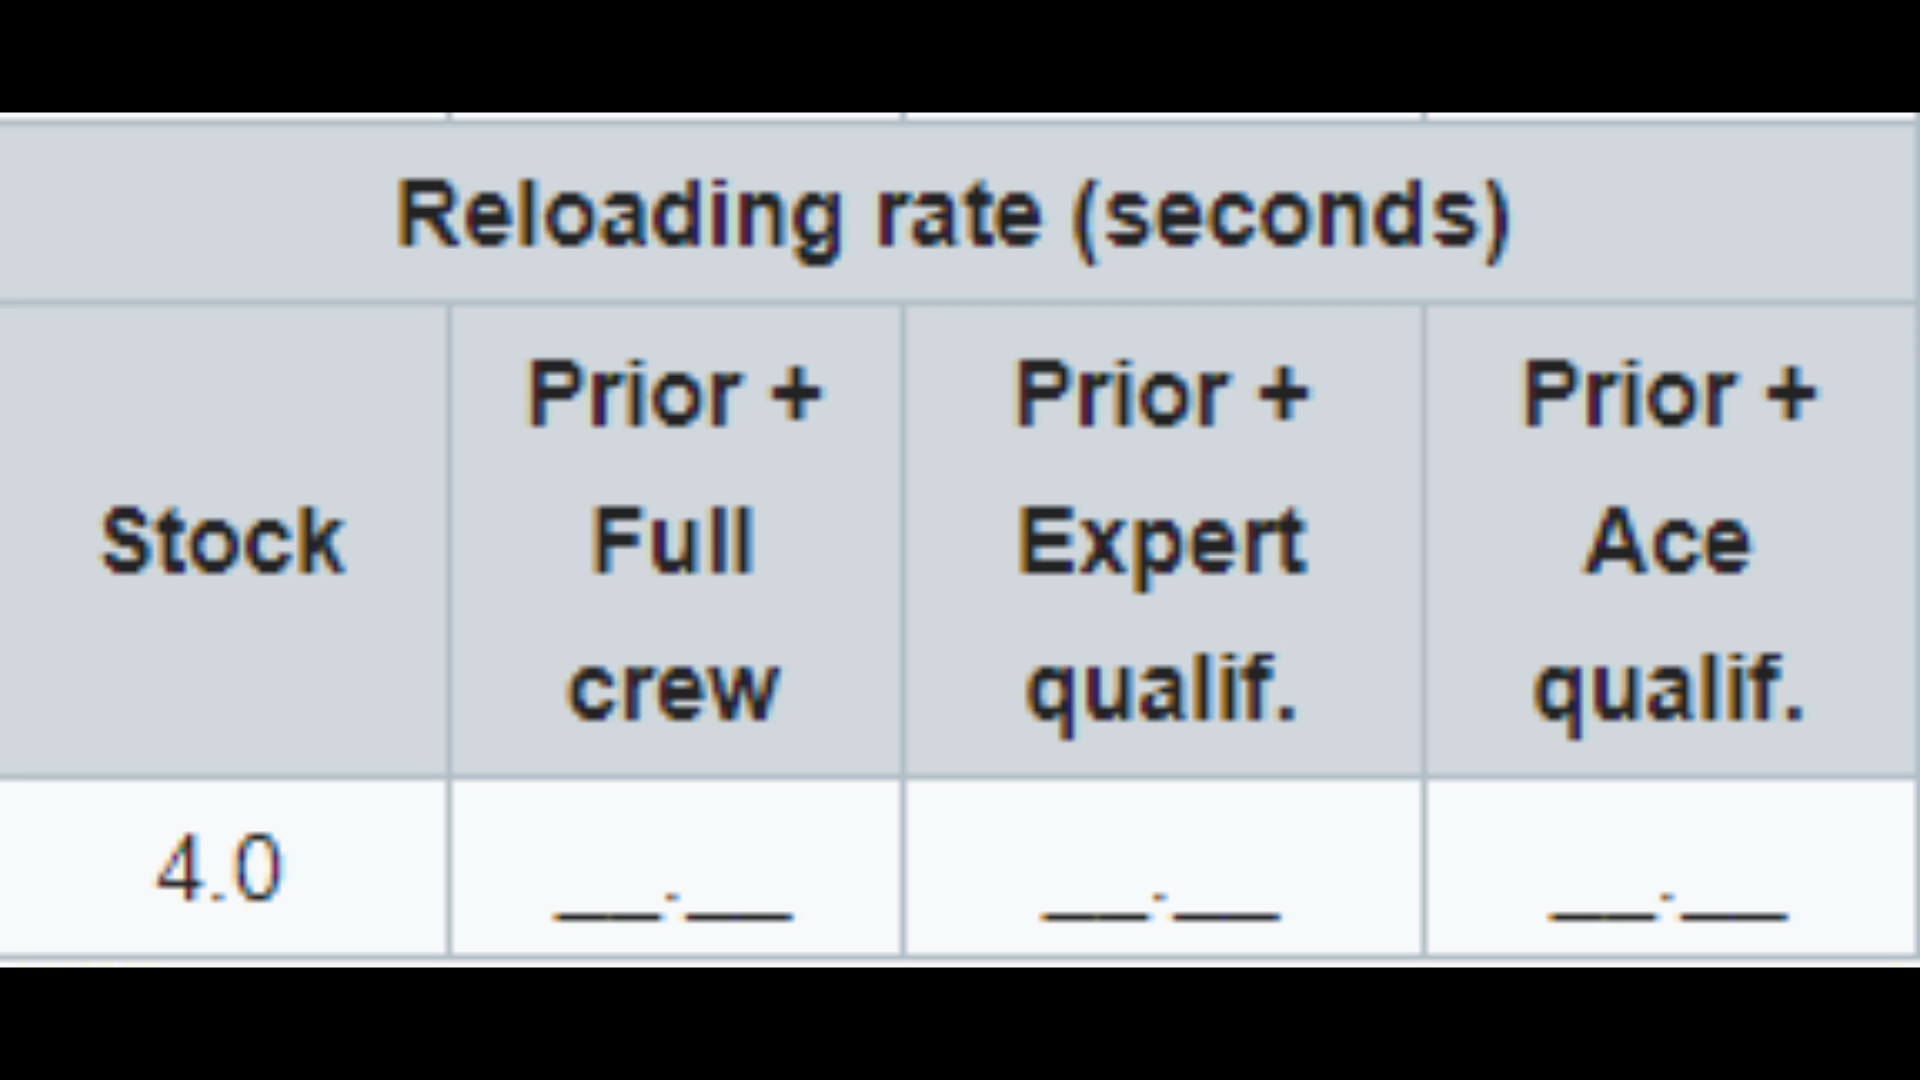 Reloading rate (seconds)
Stock
Prior +
Full
crew
Prior +
Expert
qualif.
Prior +
Ace
qualif.
4.0
__.__
__.__
__.__